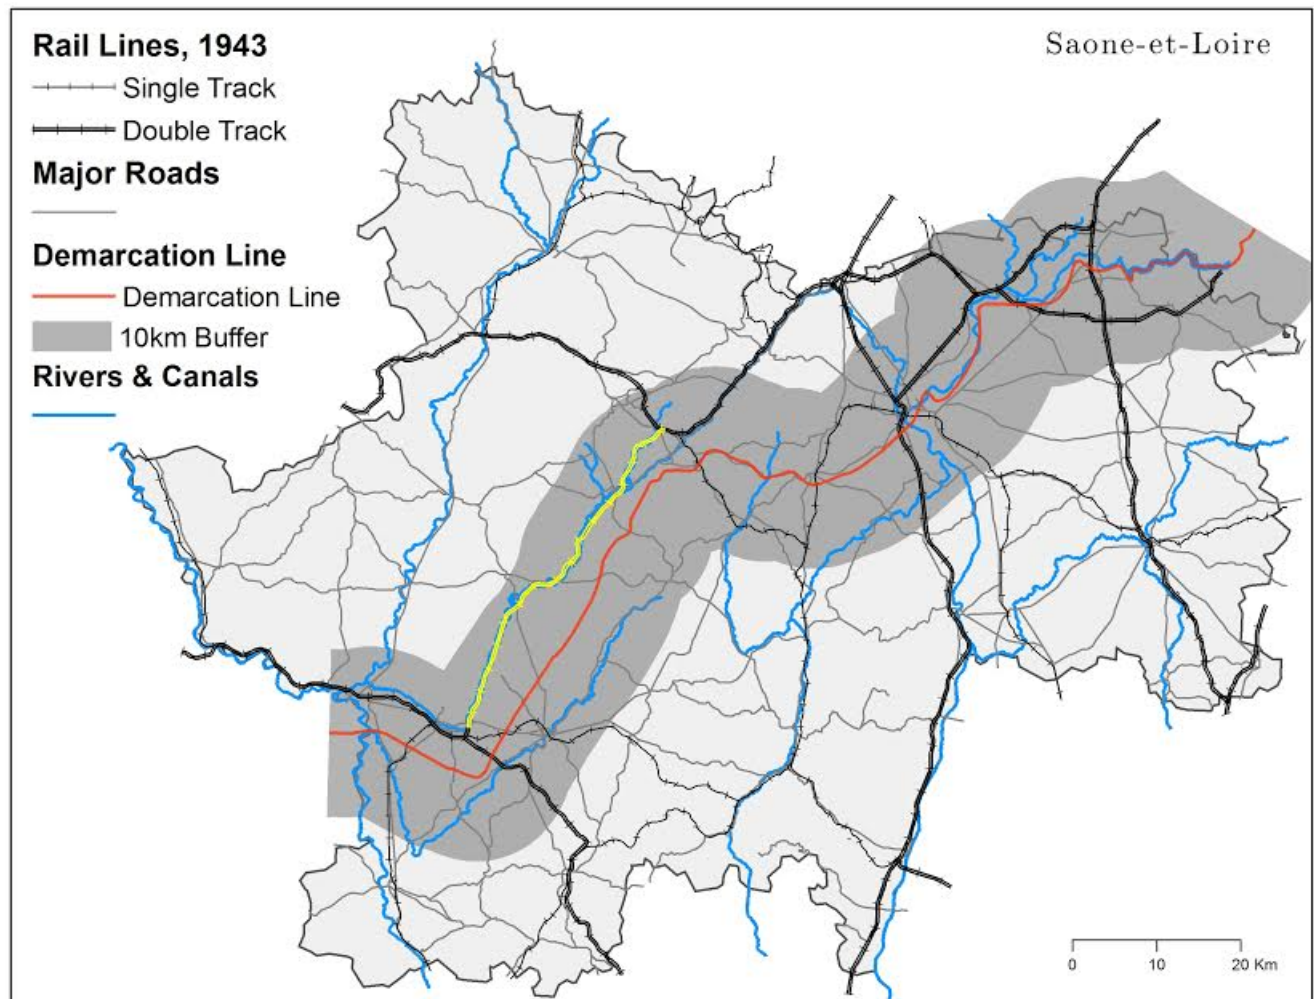 Rail Lines, 1943
Single Track
Double Track
Major Roads
Demarcation Line
Demarcation Line
10km Buffer
Rivers & Canals
Saone-et-Loire
0 10 20 Km